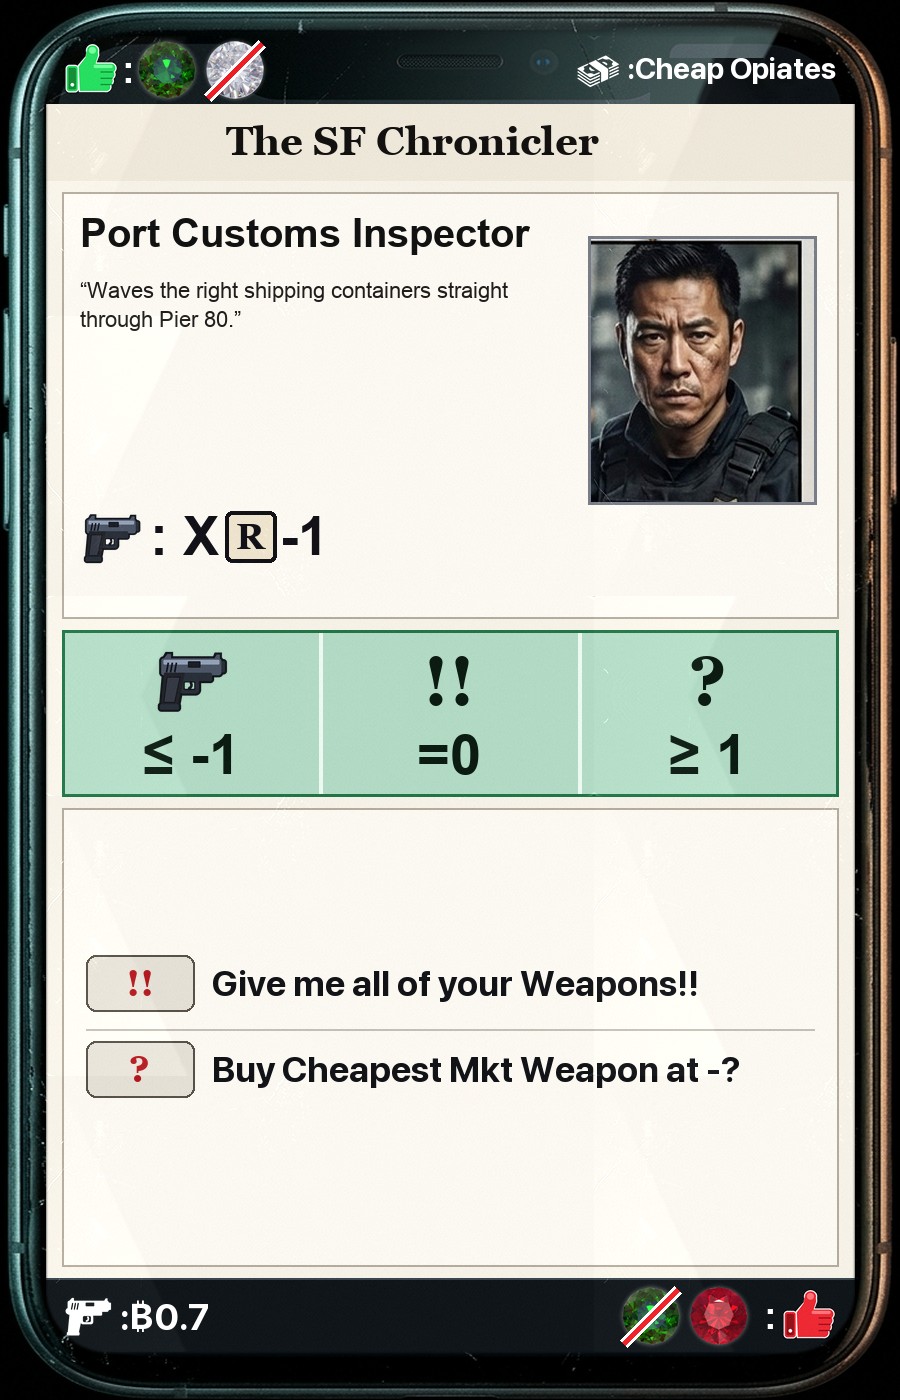 : :Cheap Opiates
The SF Chronicler
Port Customs Inspector
“Waves the right shipping containers straight
through Pier 80.”
: X R -1
!! ?
≤ -1 =0 ≥ 1
!! Give me all of your Weapons!!
? Buy Cheapest Mkt Weapon at -?
:₿0.7 :